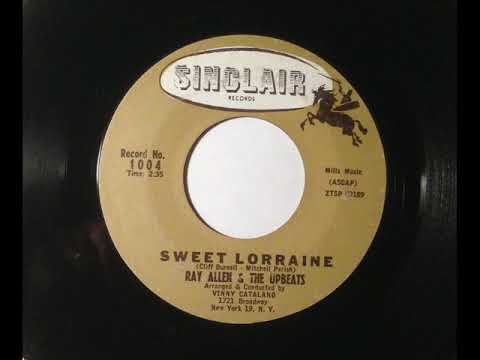 SINCLAIR
RECORDS
Record No.
1004
Time: 2:35
Mills Music
(ASCAP)
ZTSP
SWEET LORRAINE
(Cliff Burwell - Mitchell Parish)
RAY ALLEN & THE UPBEATS
Arranged & Conducted by
VINNY CATALANO
1721 Broadway
New York 19, N. Y.